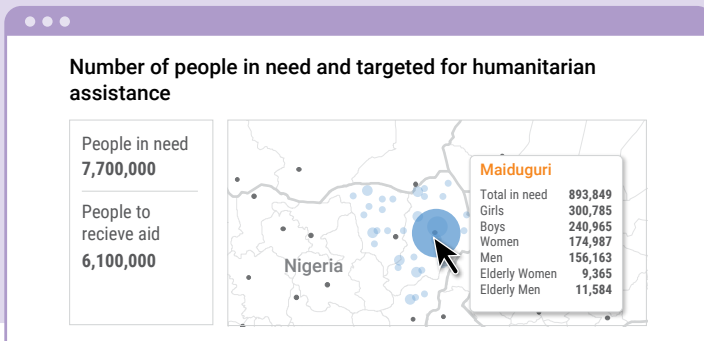 Number of people in need and targeted for humanitarian
assistance
People in need
7,700,000
People to
recieve aid
6,100,000
Nigeria
Maiduguri
Total in need 893,849
Girls 300,785
Boys 240,965
Women 174,987
Men 156,163
Elderly Women 9,365
Elderly Men 11,584